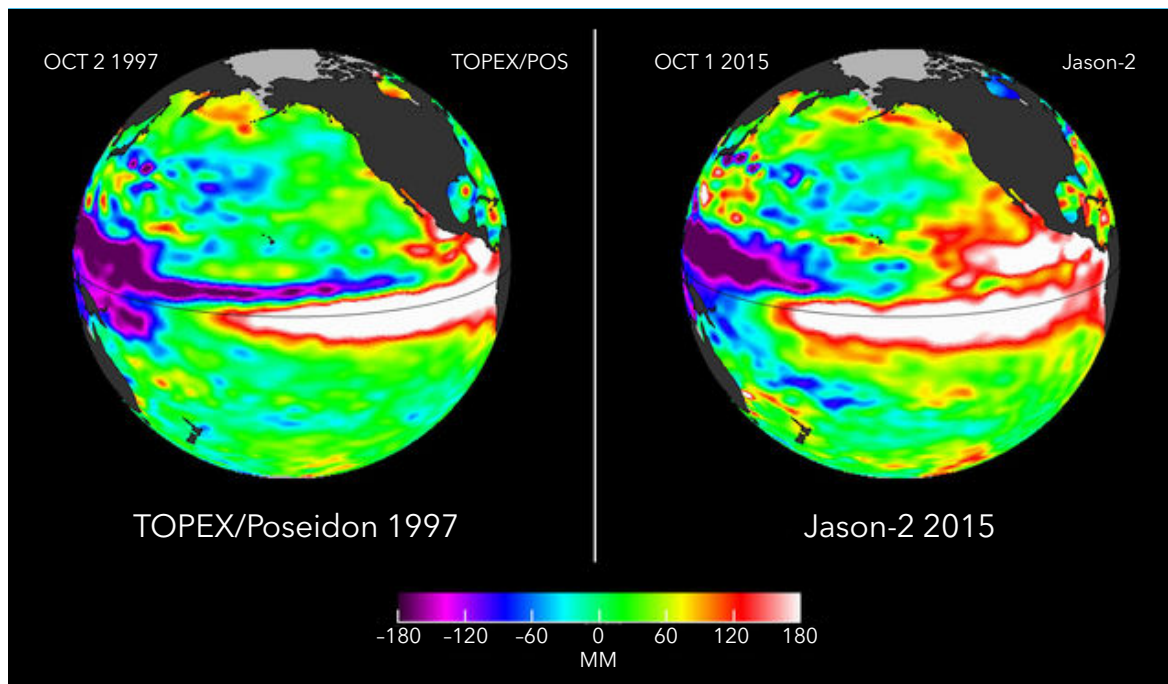 OCT 2 1997
TOPEX/POS
OCT 1 2015
Jason-2
TOPEX/Poseidon 1997
Jason-2 2015
–180 –120 –60 0 60 120 180
MM